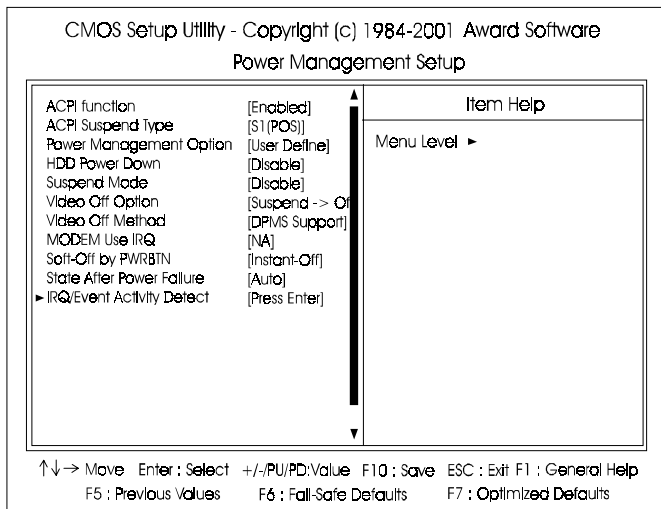 CMOS Setup Utility - Copyright (c) 1984-2001 Award Software
Power Management Setup
ACPI function [Enabled]
ACPI Suspend Type [S1(POS)]
Power Management Option [User Define]
HDD Power Down [Disable]
Suspend Mode [Disable]
Video Off Option [Suspend -> Of
Video Off Method [DPMS Support]
MODEM Use IRQ [NA]
Soft-Off by PWRBTN [Instant-Off]
State After Power Failure [Auto]
►IRQ/Event Activity Detect [Press Enter]
Item Help
Menu Level ►
↑↓→ Move Enter : Select +/-/PU/PD:Value F10 : Save ESC : Exit F1 : General Help
F5 : Previous Values F6 : Fail-Safe Defaults F7 : Optimized Defaults